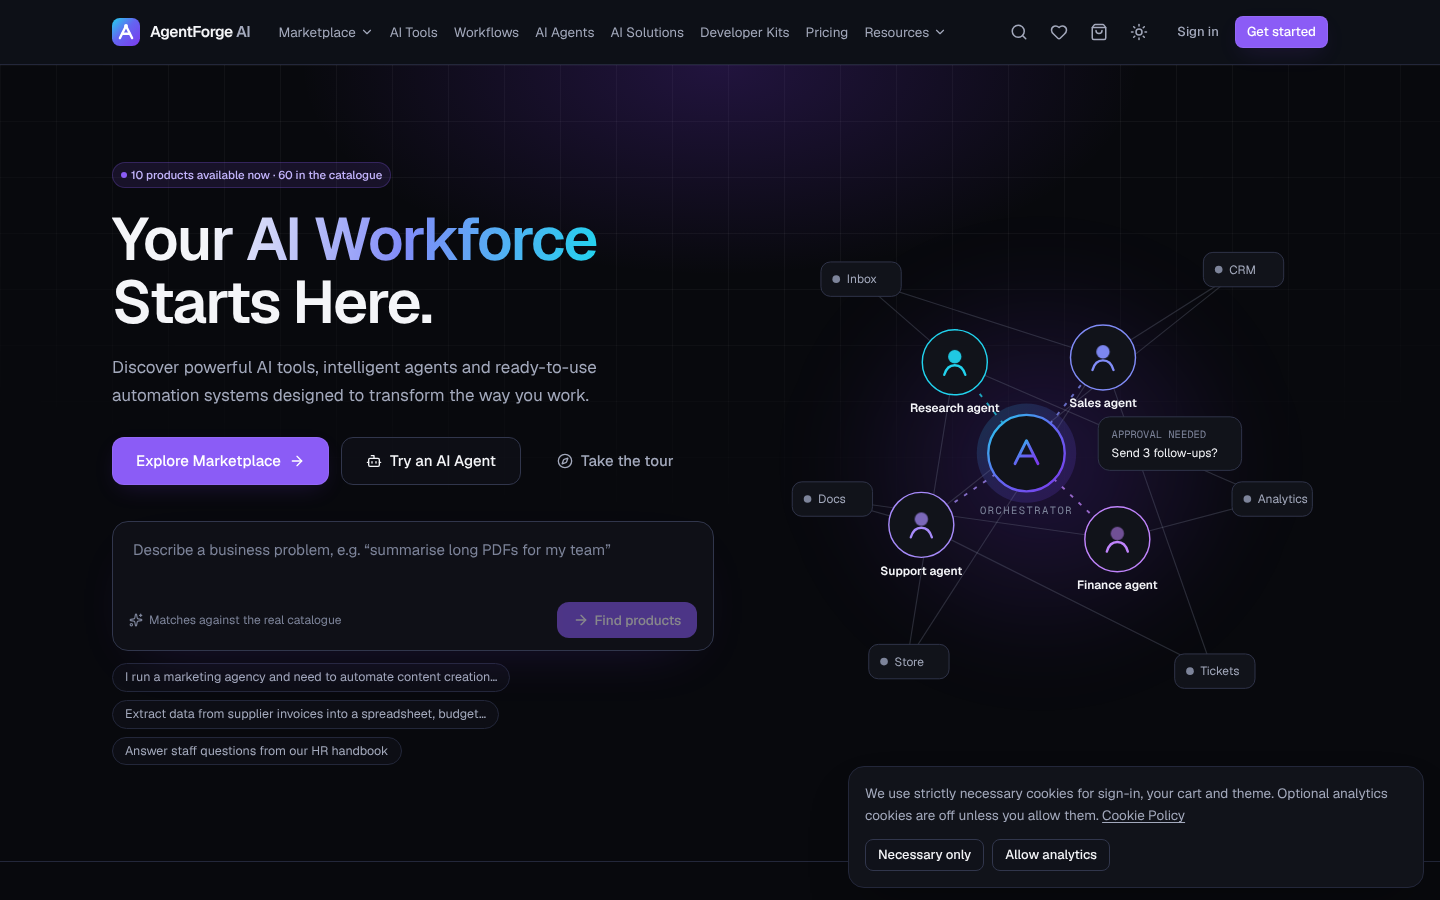 AgentForge AI
Marketplace
AI Tools
Workflows
AI Agents
AI Solutions
Developer Kits
Pricing
Resources
Sign in
Get started
10 products available now · 60 in the catalogue
Your AI Workforce
Starts Here.
Discover powerful AI tools, intelligent agents and ready-to-use
automation systems designed to transform the way you work.
Explore Marketplace
Try an AI Agent
Take the tour
Describe a business problem, e.g. “summarise long PDFs for my team”
Matches against the real catalogue
Find products
I run a marketing agency and need to automate content creation...
Extract data from supplier invoices into a spreadsheet, budget...
Answer staff questions from our HR handbook
Inbox
CRM
Research agent
Sales agent
APPROVAL NEEDED
Send 3 follow-ups?
Docs
Analytics
ORCHESTRATOR
Support agent
Finance agent
Store
Tickets
We use strictly necessary cookies for sign-in, your cart and theme. Optional analytics
cookies are off unless you allow them. Cookie Policy
Necessary only
Allow analytics